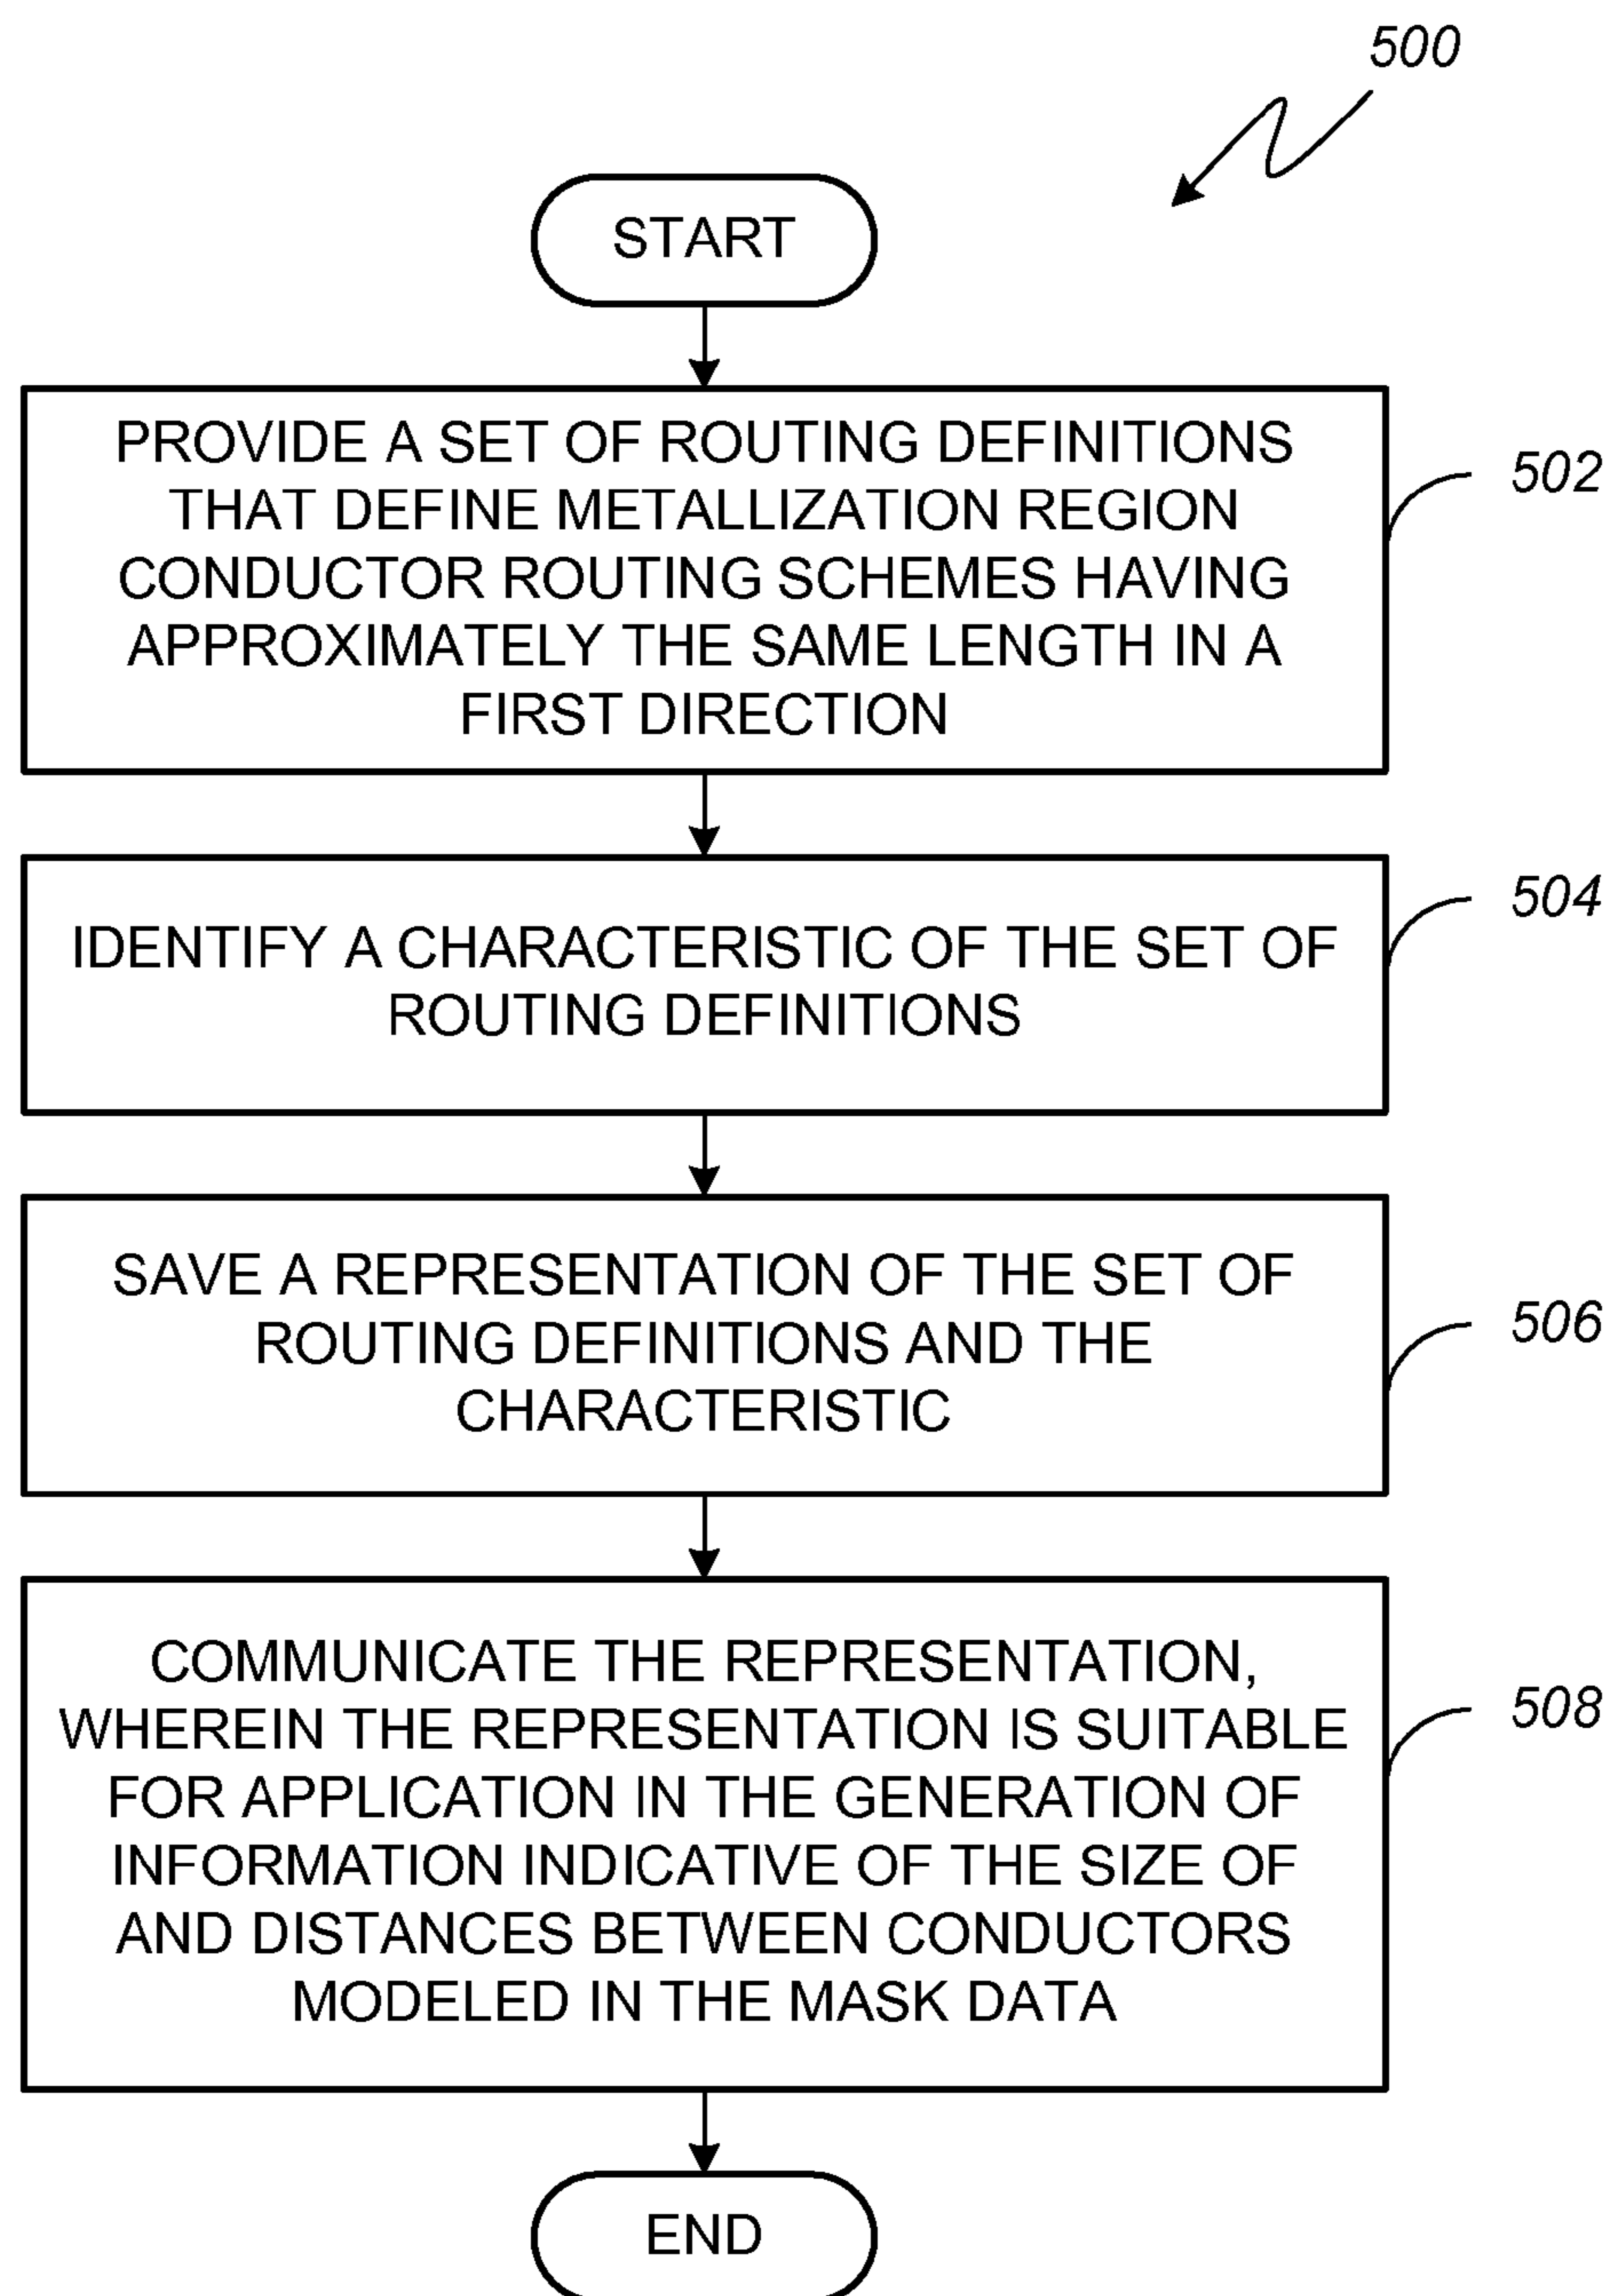 500
START
PROVIDE A SET OF ROUTING DEFINITIONS
THAT DEFINE METALLIZATION REGION
CONDUCTOR ROUTING SCHEMES HAVING
APPROXIMATELY THE SAME LENGTH IN A
FIRST DIRECTION
502
IDENTIFY A CHARACTERISTIC OF THE SET OF
ROUTING DEFINITIONS
504
SAVE A REPRESENTATION OF THE SET OF
ROUTING DEFINITIONS AND THE
CHARACTERISTIC
506
COMMUNICATE THE REPRESENTATION,
WHEREIN THE REPRESENTATION IS SUITABLE
FOR APPLICATION IN THE GENERATION OF
INFORMATION INDICATIVE OF THE SIZE OF
AND DISTANCES BETWEEN CONDUCTORS
MODELED IN THE MASK DATA
508
END